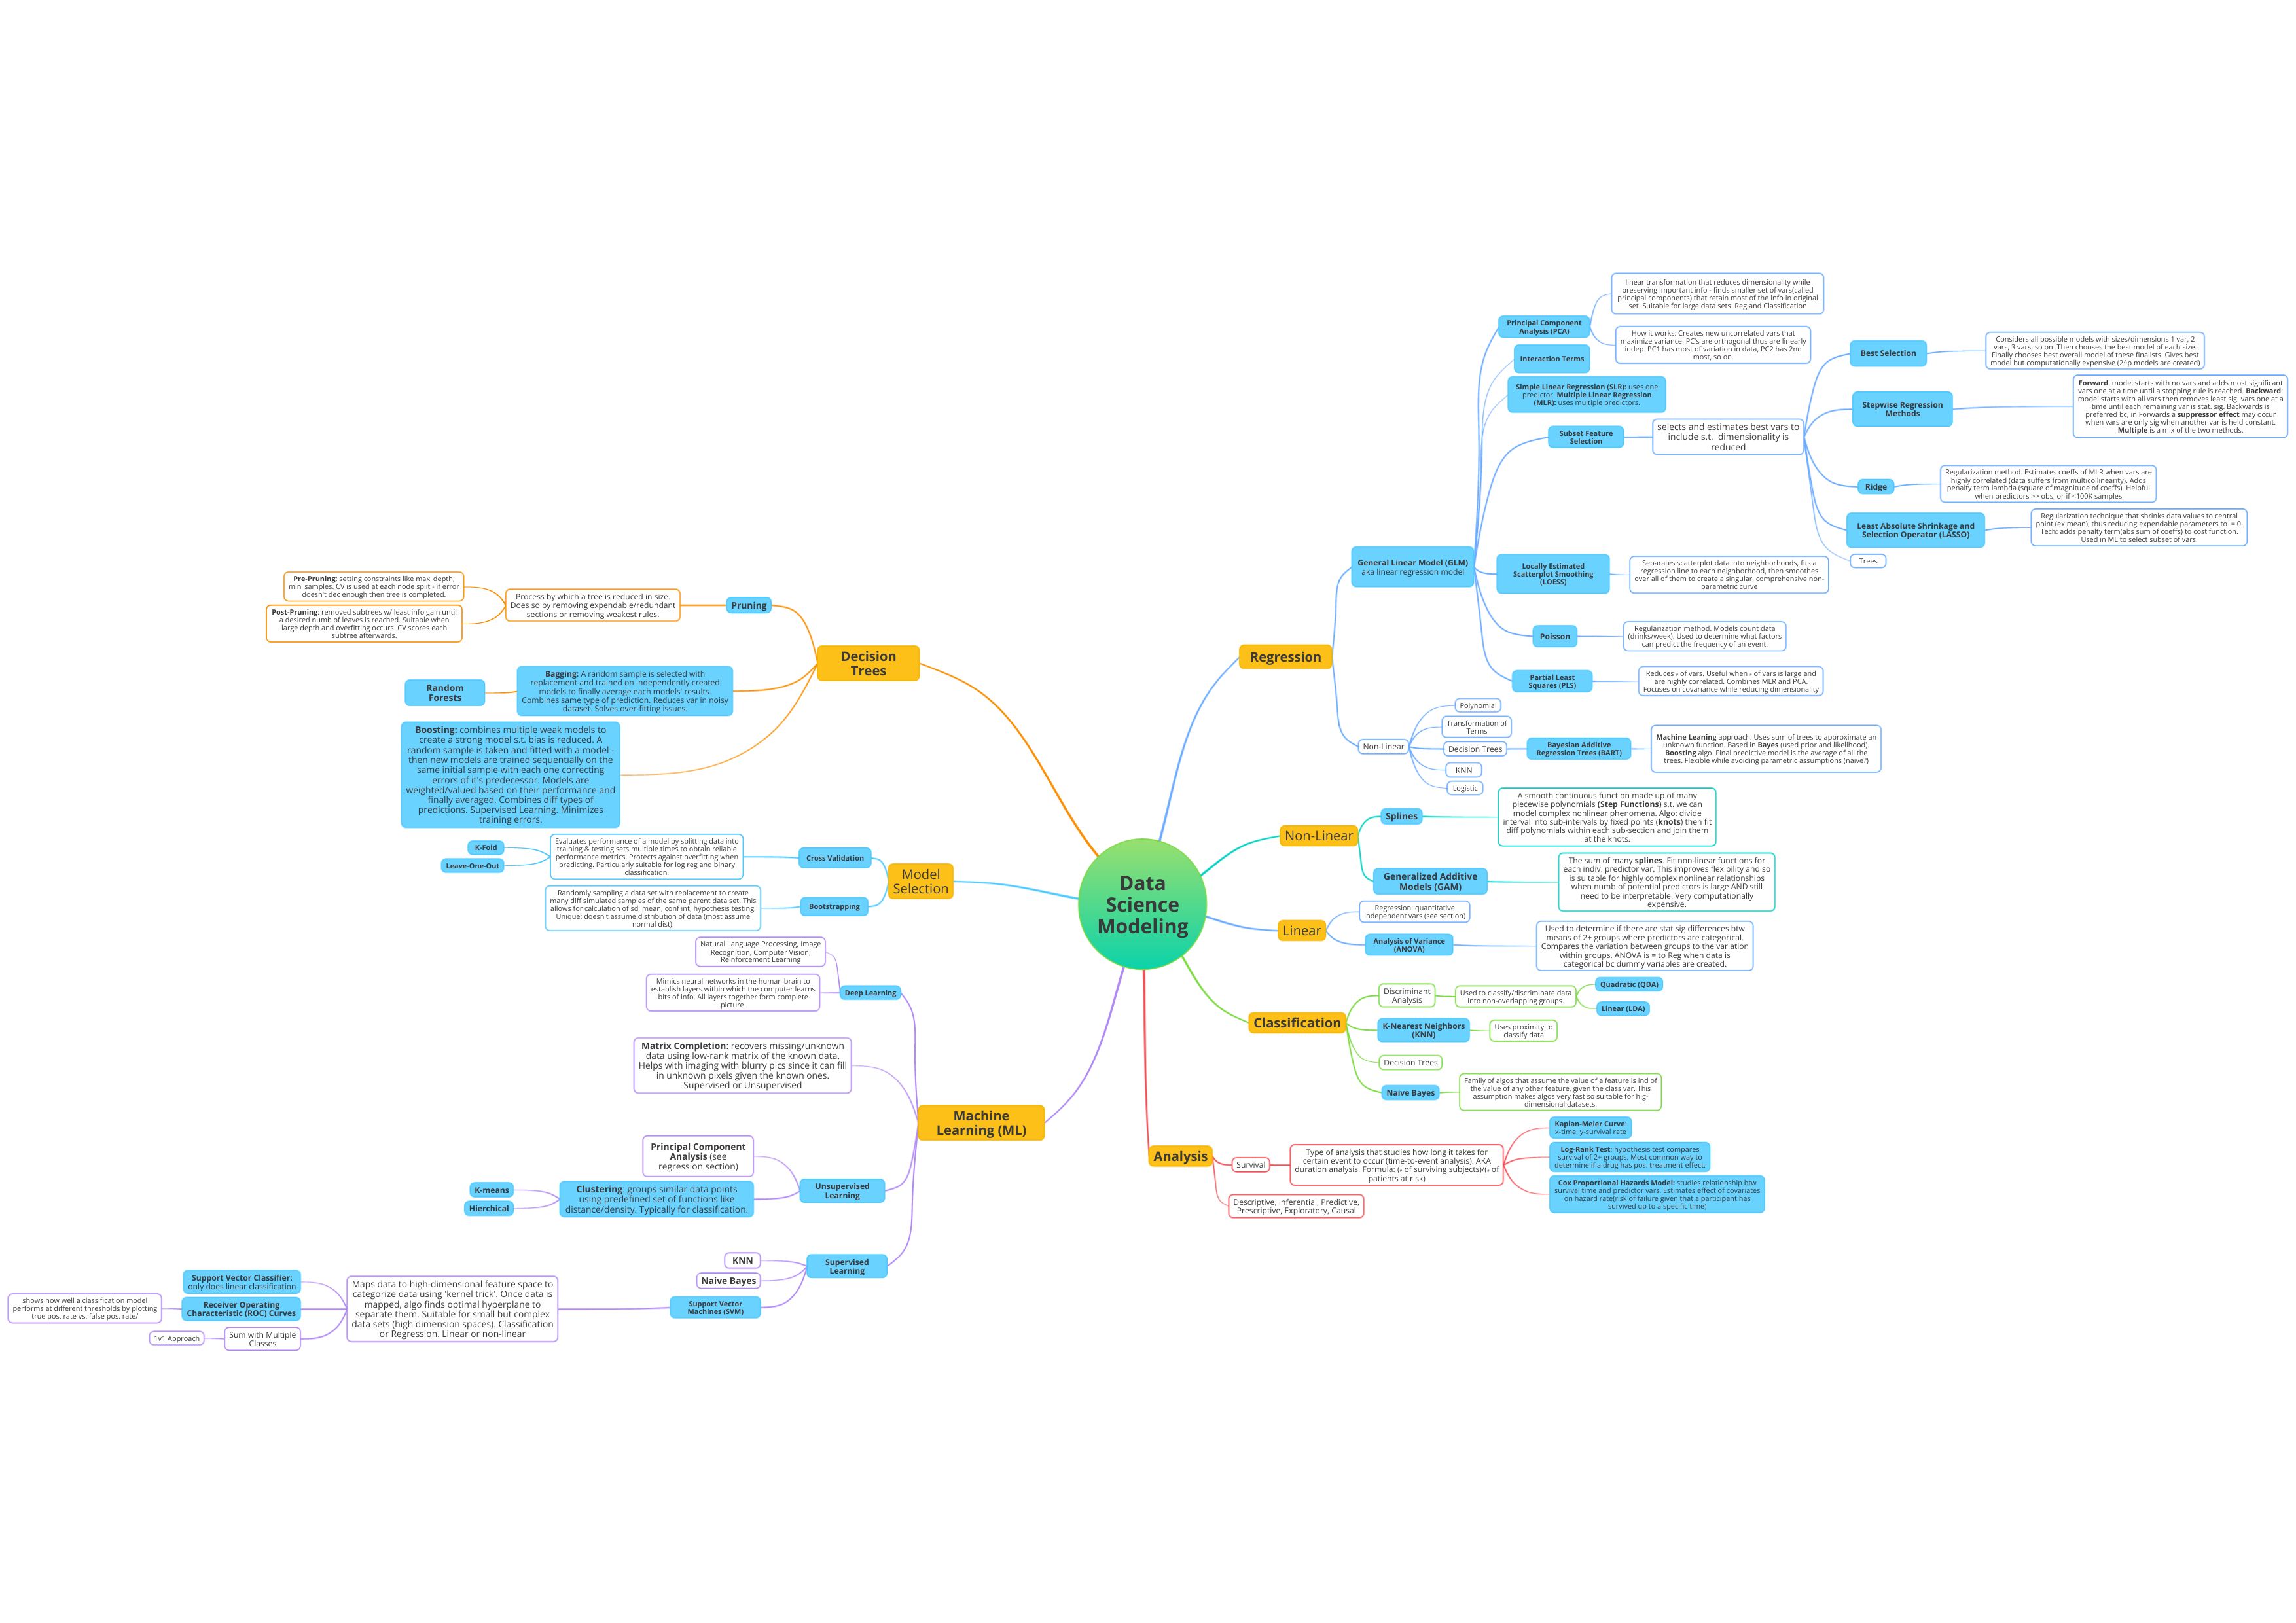 Data
Science
Modeling
Regression
General Linear Model (GLM)
aka linear regression model
Principal Component
Analysis (PCA)
linear transformation that reduces dimensionality while
preserving important info - finds smaller set of vars(called
principal components) that retain most of the info in original
set. Suitable for large data sets. Reg and Classification
How it works: Creates new uncorrelated vars that
maximize variance. PC's are orthogonal thus are linearly
indep. PC1 has most of variation in data, PC2 has 2nd
most, so on.
Interaction Terms
Simple Linear Regression (SLR): uses one
predictor. Multiple Linear Regression
(MLR): uses multiple predictors.
Subset Feature
Selection
selects and estimates best vars to
include s.t. dimensionality is
reduced
Best Selection
Considers all possible models with sizes/dimensions 1 var, 2
vars, 3 vars, so on. Then chooses the best model of each size.
Finally chooses best overall model of these finalists. Gives best
model but computationally expensive (2^p models are created)
Stepwise Regression
Methods
Forward: model starts with no vars and adds most significant
vars one at a time until a stopping rule is reached. Backward:
model starts with all vars then removes least sig. vars one at a
time until each remaining var is stat. sig. Backwards is
preferred bc, in Forwards a suppressor effect may occur
when vars are only sig when another var is held constant.
Multiple is a mix of the two methods.
Ridge
Regularization method. Estimates coeffs of MLR when vars are
highly correlated (data suffers from multicollinearity). Adds
penalty term lambda (square of magnitude of coeffs). Helpful
when predictors >> obs, or if <100K samples
Least Absolute Shrinkage and
Selection Operator (LASSO)
Regularization technique that shrinks data values to central
point (ex mean), thus reducing expendable parameters to = 0.
Tech: adds penalty term(abs sum of coeffs) to cost function.
Used in ML to select subset of vars.
Trees
Locally Estimated
Scatterplot Smoothing
(LOESS)
Separates scatterplot data into neighborhoods, fits a
regression line to each neighborhood, then smoothes
over all of them to create a singular, comprehensive non-
parametric curve
Poisson
Regularization method. Models count data
(drinks/week). Used to determine what factors
can predict the frequency of an event.
Partial Least
Squares (PLS)
Reduces # of vars. Useful when # of vars is large and
are highly correlated. Combines MLR and PCA.
Focuses on covariance while reducing dimensionality
Non-Linear
Polynomial
Transformation of
Terms
Decision Trees
Bayesian Additive
Regression Trees (BART)
Machine Leaning approach. Uses sum of trees to approximate an
unknown function. Based in Bayes (used prior and likelihood).
Boosting algo. Final predictive model is the average of all the
trees. Flexible while avoiding parametric assumptions (naive?)
KNN
Logistic
Non-Linear
Splines
A smooth continuous function made up of many
piecewise polynomials (Step Functions) s.t. we can
model complex nonlinear phenomena. Algo: divide
interval into sub-intervals by fixed points (knots) then fit
diff polynomials within each sub-section and join them
at the knots.
Generalized Additive
Models (GAM)
The sum of many splines. Fit non-linear functions for
each indiv. predictor var. This improves flexibility and so
is suitable for highly complex nonlinear relationships
when numb of potential predictors is large AND still
need to be interpretable. Very computationally
expensive.
Linear
Regression: quantitative
independent vars (see section)
Analysis of Variance
(ANOVA)
Used to determine if there are stat sig differences btw
means of 2+ groups where predictors are categorical.
Compares the variation between groups to the variation
within groups. ANOVA is = to Reg when data is
categorical bc dummy variables are created.
Classification
Discriminant
Analysis
Used to classify/discriminate data
into non-overlapping groups.
Quadratic (QDA)
Linear (LDA)
K-Nearest Neighbors
(KNN)
Uses proximity to
classify data
Decision Trees
Naive Bayes
Family of algos that assume the value of a feature is ind of
the value of any other feature, given the class var. This
assumption makes algos very fast so suitable for hig-
dimensional datasets.
Analysis
Survival
Type of analysis that studies how long it takes for
certain event to occur (time-to-event analysis). AKA
duration analysis. Formula: (# of surviving subjects)/(# of
patients at risk)
Kaplan-Meier Curve:
x-time, y-survival rate
Log-Rank Test: hypothesis test compares
survival of 2+ groups. Most common way to
determine if a drug has pos. treatment effect.
Cox Proportional Hazards Model: studies relationship btw
survival time and predictor vars. Estimates effect of covariates
on hazard rate(risk of failure given that a participant has
survived up to a specific time)
Descriptive, Inferential, Predictive,
Prescriptive, Exploratory, Causal
Decision
Trees
Pruning
Process by which a tree is reduced in size.
Does so by removing expendable/redundant
sections or removing weakest rules.
Pre-Pruning: setting constraints like max_depth,
min_samples. CV is used at each node split - if error
doesn't dec enough then tree is completed.
Post-Pruning: removed subtrees w/ least info gain until
a desired numb of leaves is reached. Suitable when
large depth and overfitting occurs. CV scores each
subtree afterwards.
Bagging: A random sample is selected with
replacement and trained on independently created
models to finally average each models' results.
Combines same type of prediction. Reduces var in noisy
dataset. Solves over-fitting issues.
Random
Forests
Boosting: combines multiple weak models to
create a strong model s.t. bias is reduced. A
random sample is taken and fitted with a model -
then new models are trained sequentially on the
same initial sample with each one correcting
errors of it's predecessor. Models are
weighted/valued based on their performance and
finally averaged. Combines diff types of
predictions. Supervised Learning. Minimizes
training errors.
Model
Selection
Cross Validation
Evaluates performance of a model by splitting data into
training & testing sets multiple times to obtain reliable
performance metrics. Protects against overfitting when
predicting. Particularly suitable for log reg and binary
classification.
K-Fold
Leave-One-Out
Bootstrapping
Randomly sampling a data set with replacement to create
many diff simulated samples of the same parent data set. This
allows for calculation of sd, mean, conf int, hypothesis testing.
Unique: doesn't assume distribution of data (most assume
normal dist).
Machine
Learning (ML)
Deep Learning
Natural Language Processing, Image
Recognition, Computer Vision,
Reinforcement Learning
Mimics neural networks in the human brain to
establish layers within which the computer learns
bits of info. All layers together form complete
picture.
Matrix Completion: recovers missing/unknown
data using low-rank matrix of the known data.
Helps with imaging with blurry pics since it can fill
in unknown pixels given the known ones.
Supervised or Unsupervised
Unsupervised
Learning
Principal Component
Analysis (see
regression section)
Clustering: groups similar data points
using predefined set of functions like
distance/density. Typically for classification.
K-means
Hierchical
Supervised
Learning
KNN
Naive Bayes
Support Vector
Machines (SVM)
Maps data to high-dimensional feature space to
categorize data using 'kernel trick'. Once data is
mapped, algo finds optimal hyperplane to
separate them. Suitable for small but complex
data sets (high dimension spaces). Classification
or Regression. Linear or non-linear
Support Vector Classifier:
only does linear classification
Receiver Operating
Characteristic (ROC) Curves
shows how well a classification model
performs at different thresholds by plotting
true pos. rate vs. false pos. rate/
Sum with Multiple
Classes
1v1 Approach